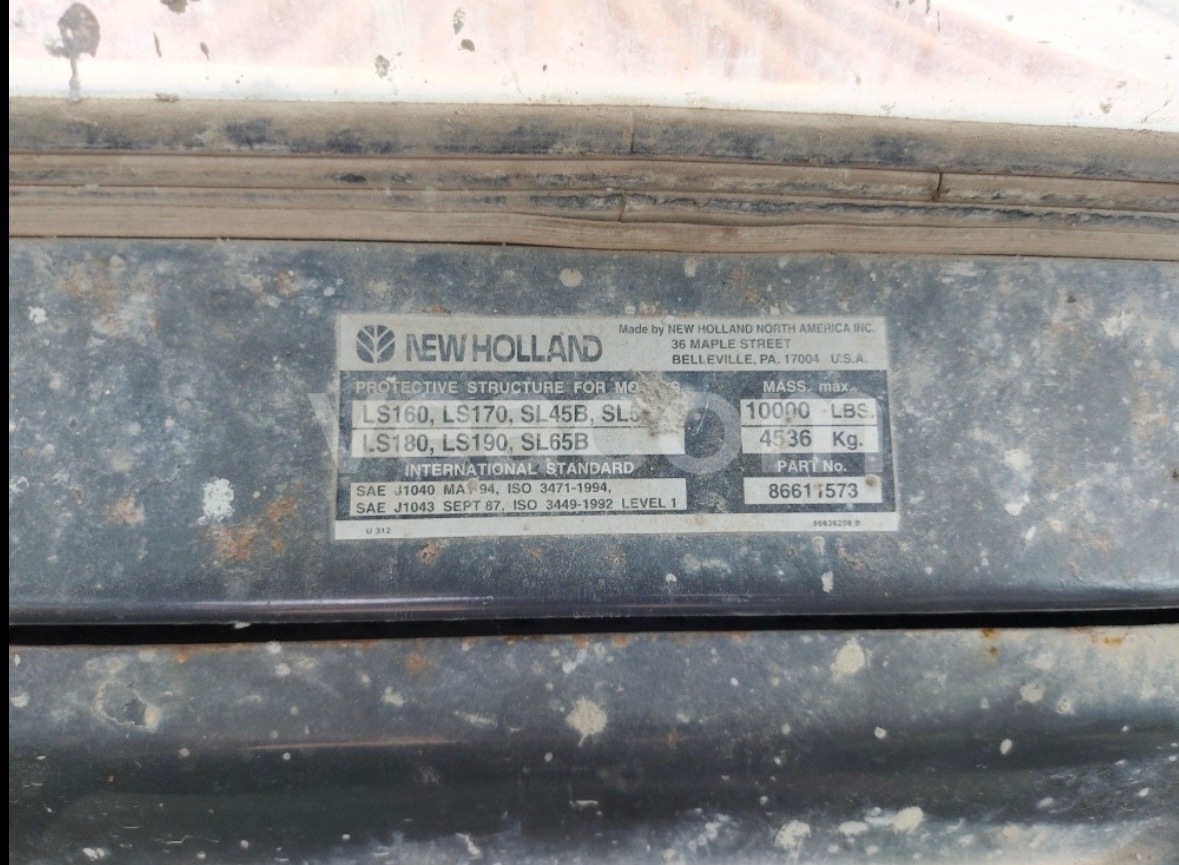 NEW HOLLAND
Made by NEW HOLLAND NORTH AMERICA INC.
36 MAPLE STREET
BELLEVILLE, PA. 17004 U.S.A.
PROTECTIVE STRUCTURE FOR
LS160, LS170, SL45B,
LS180, LS190, SL65B
MASS. max.
10000 LBS.
4536 Kg.
INTERNATIONAL STANDARD
SAE J1040 MAY 94, ISO 3471-1994,
SAE J1043 SEPT 87, ISO 3449-1992 LEVEL 1
PART No.
86611573
U 312